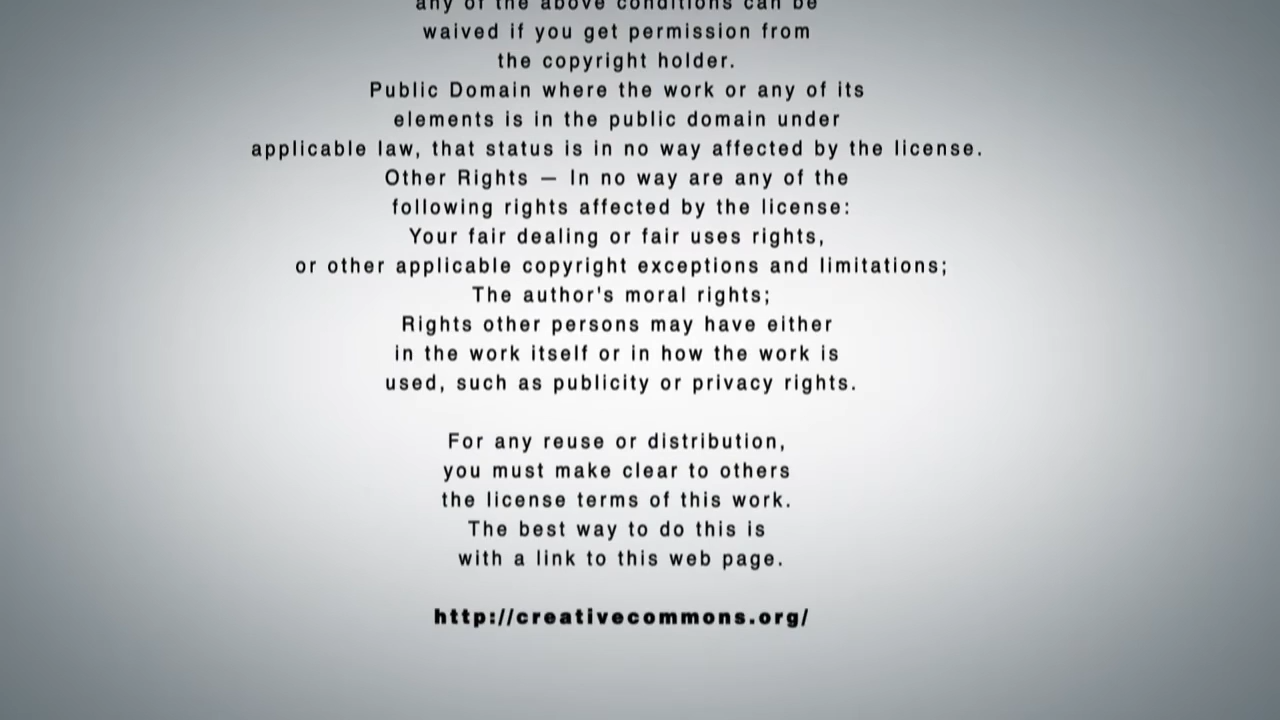 any of the above conditions can be
waived if you get permission from
the copyright holder.
Public Domain where the work or any of its
elements is in the public domain under
applicable law, that status is in no way affected by the license.
Other Rights — In no way are any of the
following rights affected by the license:
Your fair dealing or fair uses rights,
or other applicable copyright exceptions and limitations;
The author's moral rights;
Rights other persons may have either
in the work itself or in how the work is
used, such as publicity or privacy rights.
For any reuse or distribution,
you must make clear to others
the license terms of this work.
The best way to do this is
with a link to this web page.
http://creativecommons.org/